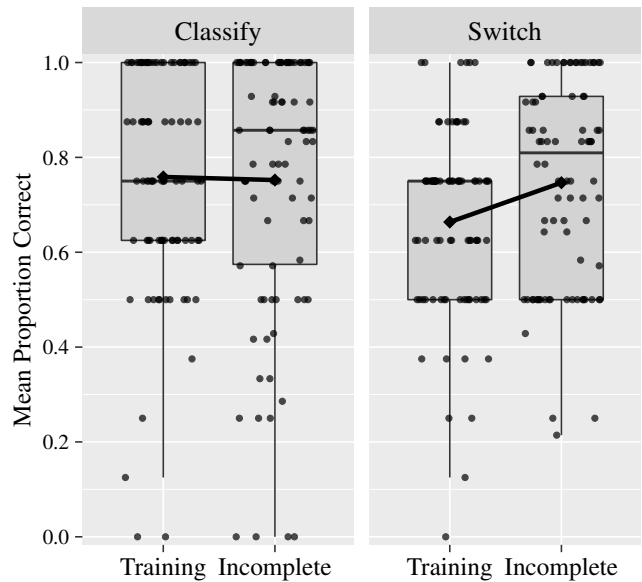 Classify
Switch
1.0
0.8
0.6
0.4
0.2
0.0
Mean Proportion Correct
Training Incomplete Training Incomplete